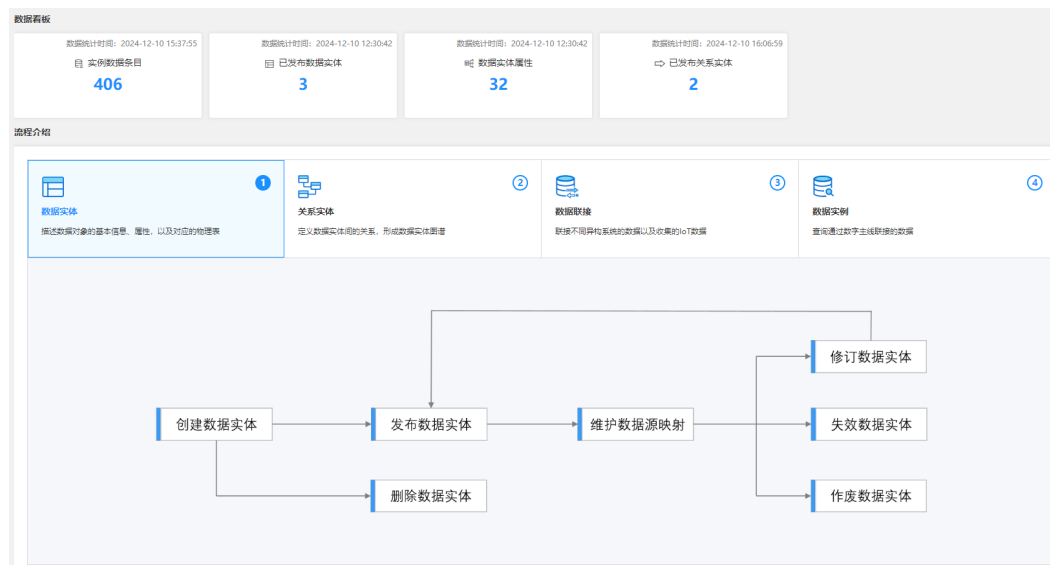 数据看板
数据统计时间：2024-12-10 15:37:55
实例数据条目
406
数据统计时间：2024-12-10 12:30:42
已发布数据实体
3
数据统计时间：2024-12-10 12:30:42
数据实体属性
32
数据统计时间：2024-12-10 16:06:59
已发布关系实体
2
流程介绍
1
数据实体
描述数据对象的基本信息、属性，以及对应的物理表
2
关系实体
定义数据实体间的关系，形成数据实体图谱
3
数据联接
联接不同异构系统的数据以及收集的IoT数据
4
数据实例
查询通过数字主线联接的数据
修订数据实体
创建数据实体
发布数据实体
维护数据源映射
失效数据实体
删除数据实体
作废数据实体